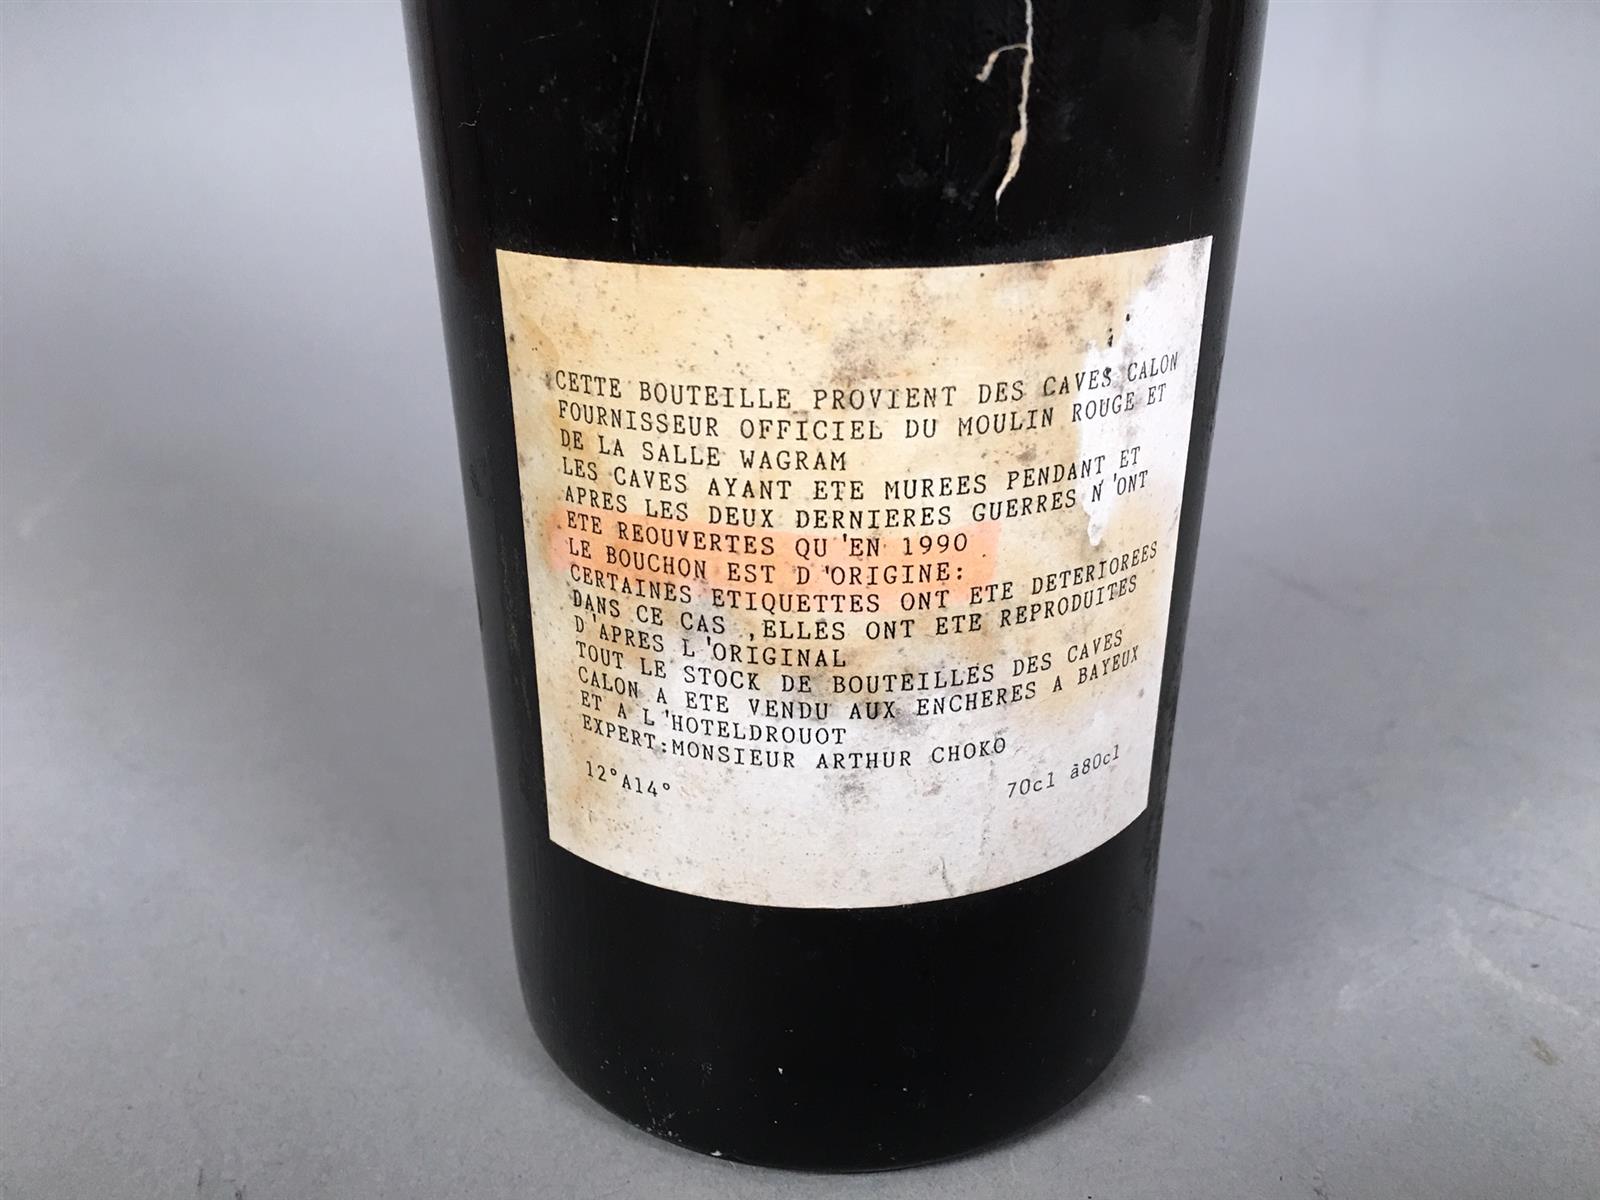 CETTE BOUTEILLE PROVIENT DES CAVES CALON
FOURNISSEUR OFFICIEL DU MOULIN ROUGE ET
DE LA SALLE WAGRAM
LES CAVES AYANT ETE MUREES PENDANT ET
APRES LES DEUX DERNIERES GUERRES N'ONT
ETE REOUVERTES QU'EN 1990 .
LE BOUCHON EST D'ORIGINE:
CERTAINES ETIQUETTES ONT ETE DETERIOREES
DANS CE CAS ,ELLES ONT ETE REPRODUITES
D'APRES L'ORIGINAL
TOUT LE STOCK DE BOUTEILLES DES CAVES
CALON A ETE VENDU AUX ENCHERES A BAYEUX
ET A L'HOTELDROUOT
EXPERT:MONSIEUR ARTHUR CHOKO
12°A14° 70cl à80cl